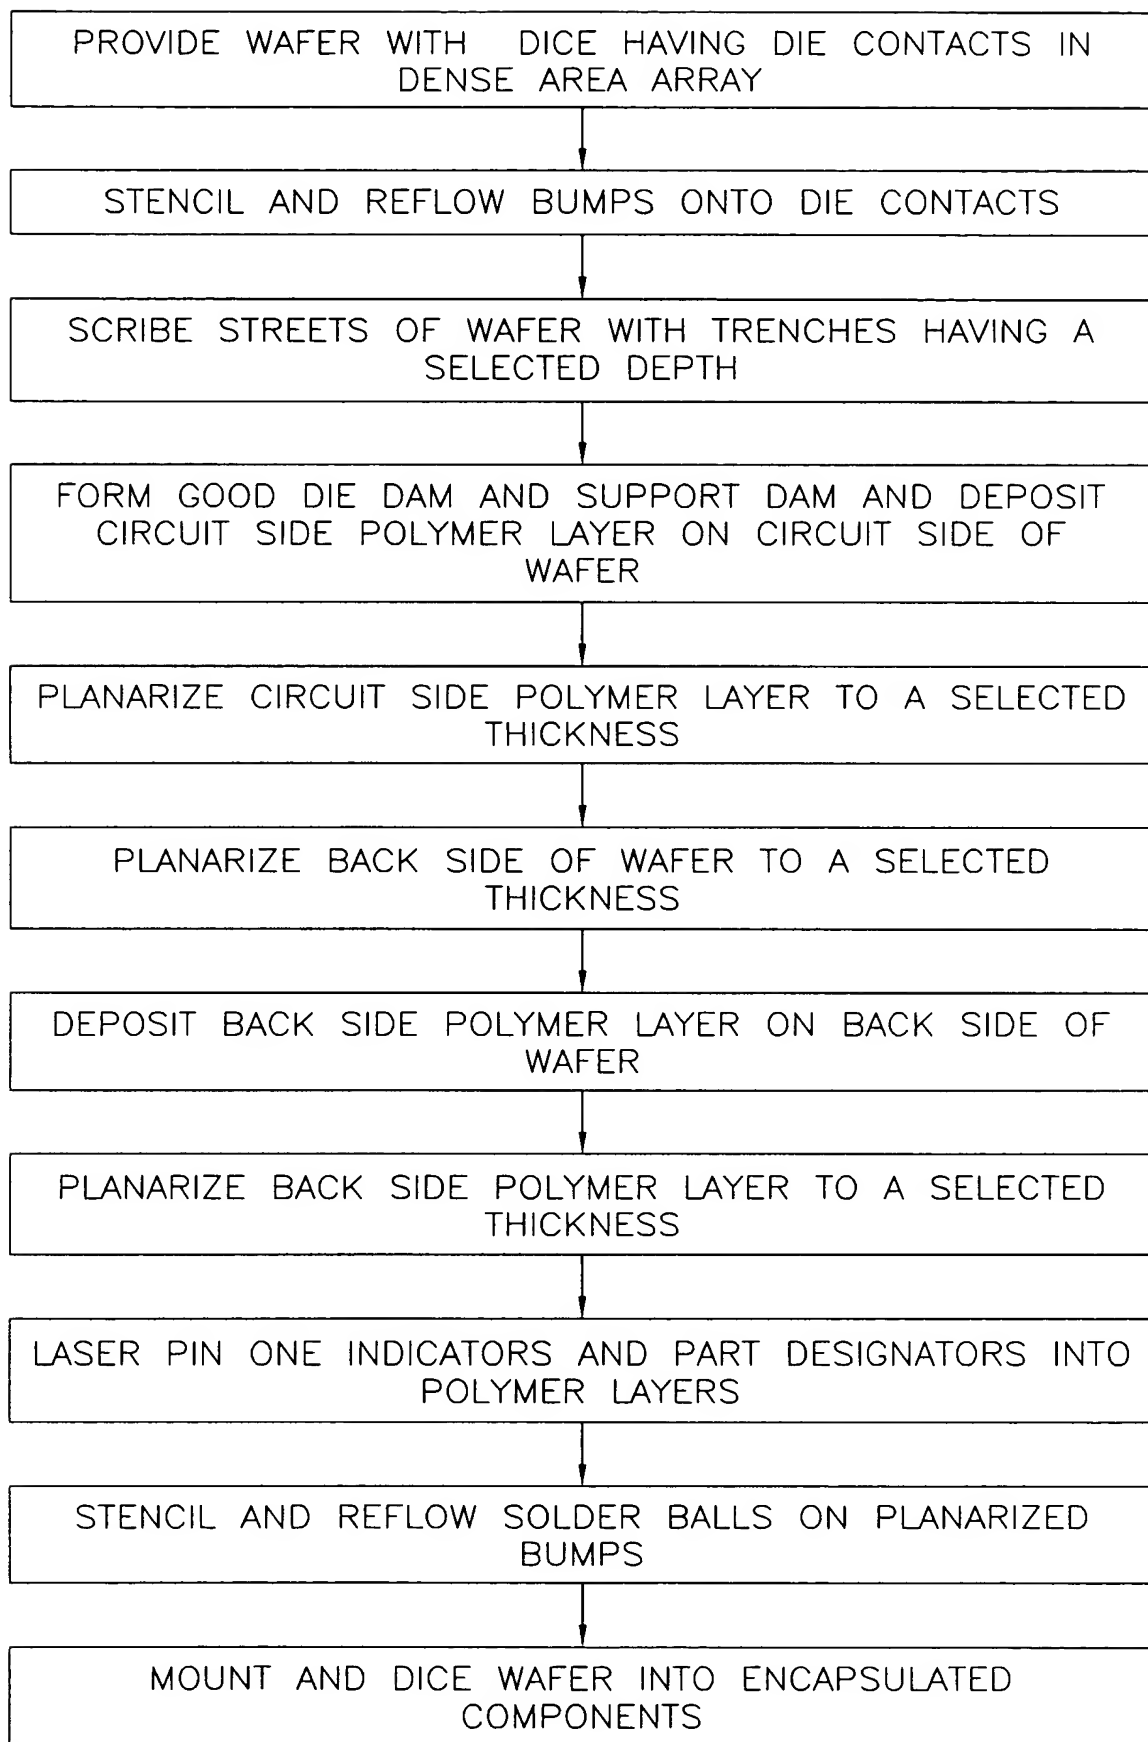 PROVIDE WAFER WITH DICE HAVING DIE CONTACTS IN
DENSE AREA ARRAY
STENCIL AND REFLOW BUMPS ONTO DIE CONTACTS
SCRIBE STREETS OF WAFER WITH TRENCHES HAVING A
SELECTED DEPTH
FORM GOOD DIE DAM AND SUPPORT DAM AND DEPOSIT
CIRCUIT SIDE POLYMER LAYER ON CIRCUIT SIDE OF
WAFER
PLANARIZE CIRCUIT SIDE POLYMER LAYER TO A SELECTED
THICKNESS
PLANARIZE BACK SIDE OF WAFER TO A SELECTED
THICKNESS
DEPOSIT BACK SIDE POLYMER LAYER ON BACK SIDE OF
WAFER
PLANARIZE BACK SIDE POLYMER LAYER TO A SELECTED
THICKNESS
LASER PIN ONE INDICATORS AND PART DESIGNATORS INTO
POLYMER LAYERS
STENCIL AND REFLOW SOLDER BALLS ON PLANARIZED
BUMPS
MOUNT AND DICE WAFER INTO ENCAPSULATED
COMPONENTS